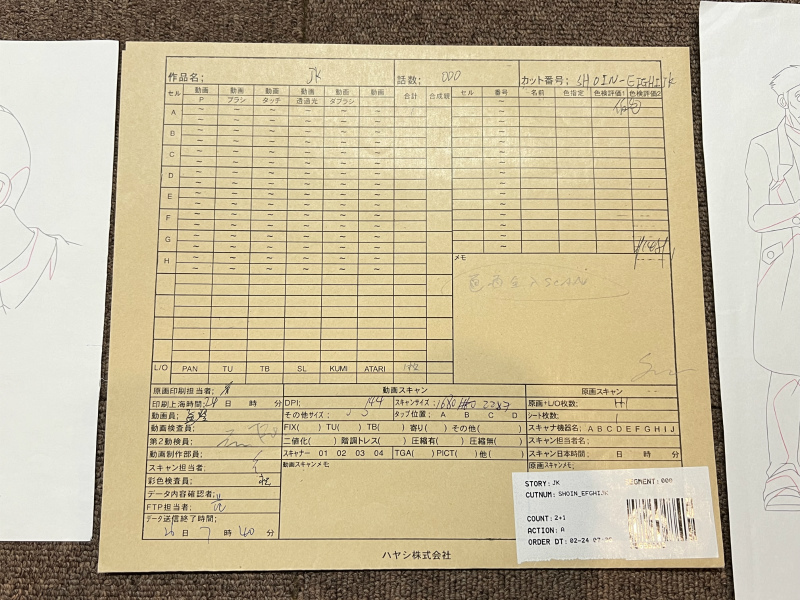 作品名; JK 話数; 000 カット番号; SHOIN-EFGHIJK
セル 動画 P 動画 ブラシ 動画 タッチ 動画 透過光 動画 ダブラシ 動画 合計 合成親 セル 番号 名前 色指定 色検評価1 色検評価2
A ~ ~ ~ ~ ~ ~ ~
B ~ ~ ~ ~ ~ ~ ~
C ~ ~ ~ ~ ~ ~ ~
D ~ ~ ~ ~ ~ ~ ~
E ~ ~ ~ ~ ~ ~ ~
F ~ ~ ~ ~ ~ ~ ~
G ~ ~ ~ ~ ~ ~ ~
H ~ ~ ~ ~ ~ ~
メモ
SCAN
L/O PAN TU TB SL KUMI ATARI
原画印刷担当者;
印刷上海時間; 日 時 分
動画員;
動画検査員;
第2動検員;
動画制作部員;
スキャン担当者;
彩色検査員;
データ内容確認者;
FTP担当者;
データ送信終了時間;
26日 7時 40分
動画スキャン
DPI; 144 スキャンサイズ;
その他サイズ; タップ位置; A B C D
FIX( ) TU( ) TB( ) 寄り( ) その他( )
二値化( ) 階調トレス( ) 圧縮有( ) 圧縮無( )
スキャナー 01 02 03 04 TGA( ) PICT( ) 他( )
動画スキャンメモ;
原画スキャン
原画+L/O枚数;
シート枚数;
スキャナ機器名; A B C D E F G H I J
スキャン担当者名;
スキャン日本時間; 日 時 分
原画スキャンメモ;
STORY:JK SEGMENT:000
CUTNUM: SHOIN_EFGHIJK
COUNT:2+1
ACTION: A
ORDER DT: 02-24
ハヤシ株式会社